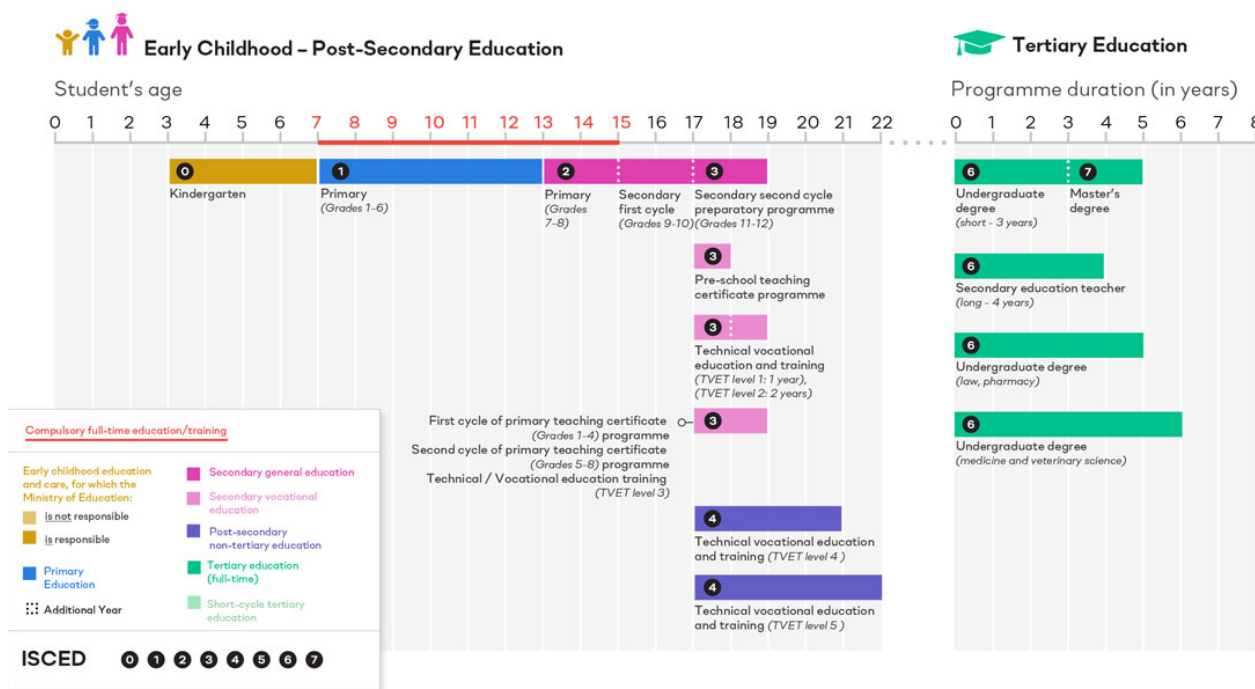 Early Childhood – Post-Secondary Education
Tertiary Education
Student's age
Programme duration (in years)
0 1 2 3 4 5 6 7 8 9 10 11 12 13 14 15 16 17 18 19 20 21 22
0 1 2 3 4 5 6 7 8
0
Kindergarten
1
Primary
(Grades 1–6)
2
Primary
(Grades
7–8)
Secondary
first cycle
(Grades 9-10)
3
Secondary second cycle
preparatory programme
(Grades 11-12)
3
Pre-school teaching
certificate programme
3
Technical vocational
education and training
(TVET level 1: 1 year),
(TVET level 2: 2 years)
First cycle of primary teaching certificate
(Grades 1-4) programme
Second cycle of primary teaching certificate
(Grades 5-8) programme
Technical / Vocational education training
(TVET level 3)
3
4
Technical vocational education
and training (TVET level 4 )
4
Technical vocational education
and training (TVET level 5 )
6
Undergraduate
degree
(short - 3 years)
7
Master's
degree
6
Secondary education teacher
(long - 4 years)
6
Undergraduate degree
(law, pharmacy)
6
Undergraduate degree
(medicine and veterinary science)
Compulsory full-time education/training
Early childhood education
and care, for which the
Ministry of Education:
is not responsible
is responsible
Primary
Education
Additional Year
Secondary general education
Secondary vocational
education
Post-secondary
non-tertiary education
Tertiary education
(full-time)
Short-cycle tertiary
education
ISCED 0 1 2 3 4 5 6 7